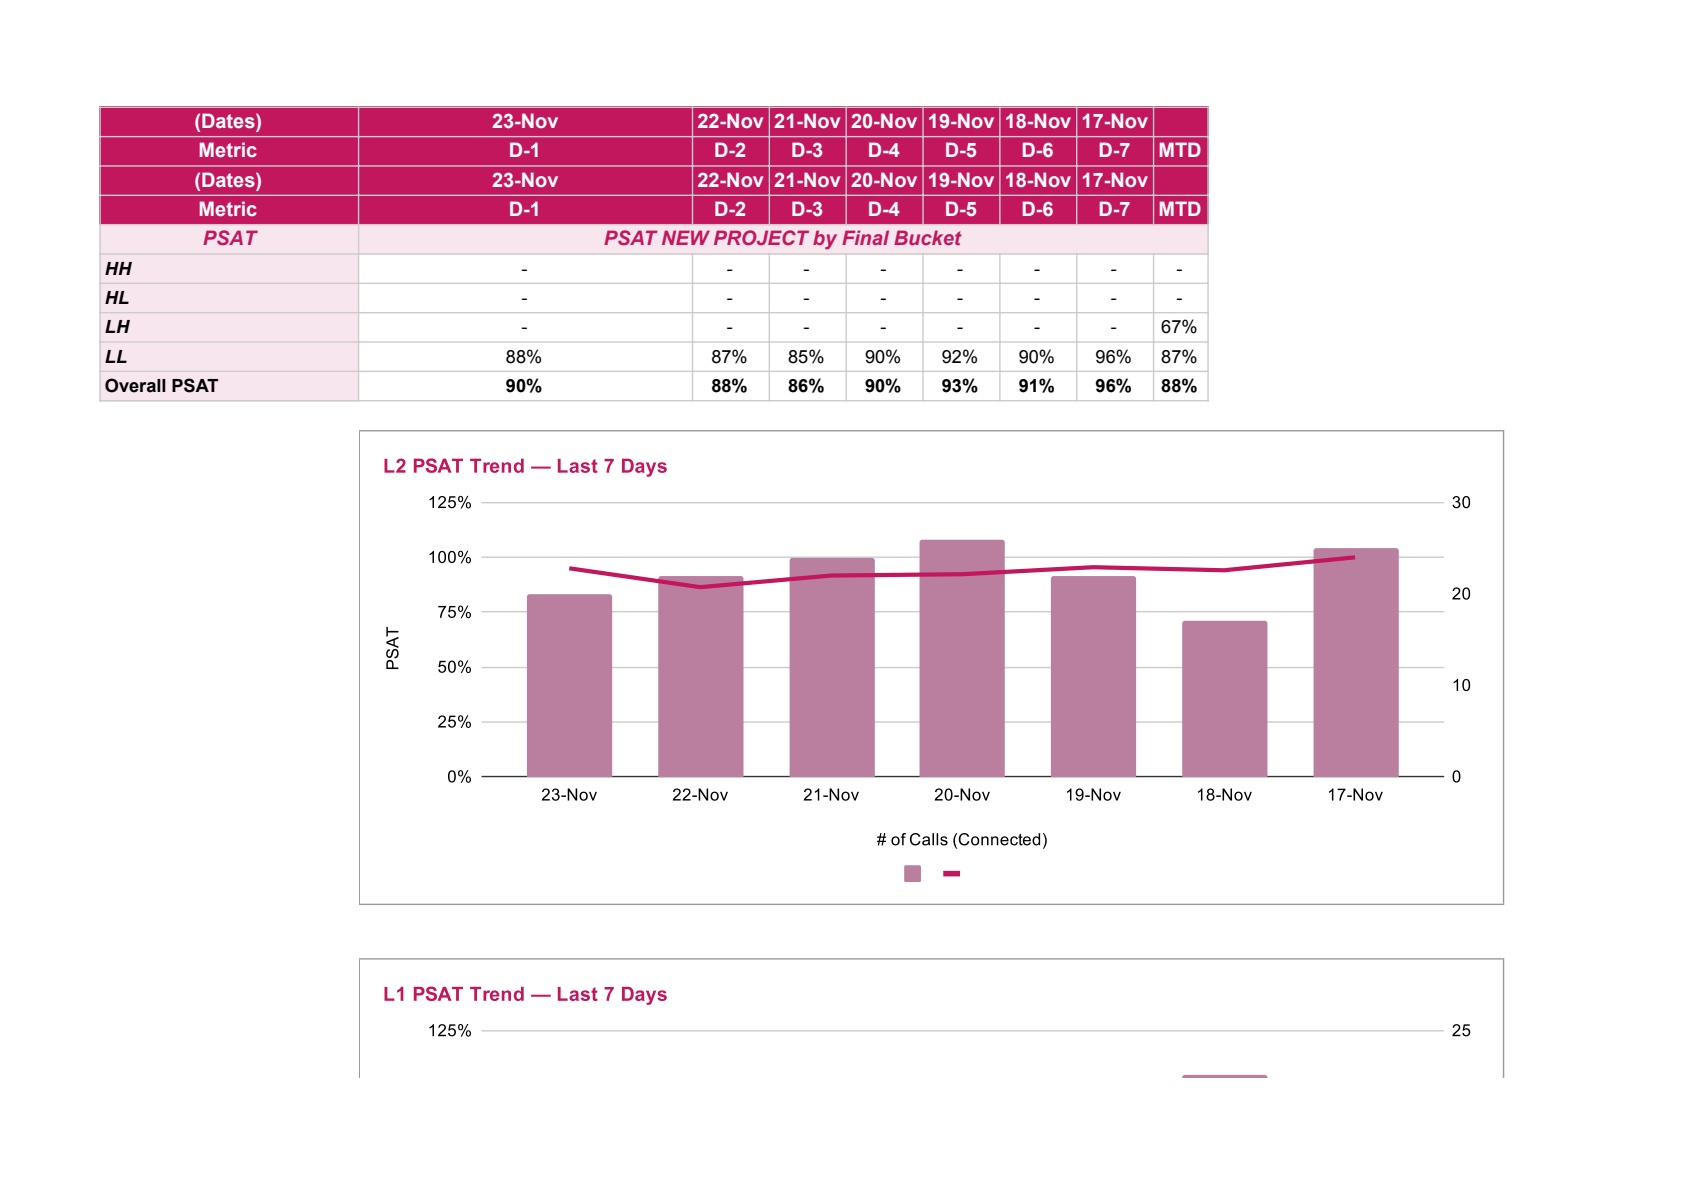 (Dates) 23-Nov 22-Nov 21-Nov 20-Nov 19-Nov 18-Nov 17-Nov
Metric D-1 D-2 D-3 D-4 D-5 D-6 D-7 MTD
(Dates) 23-Nov 22-Nov 21-Nov 20-Nov 19-Nov 18-Nov 17-Nov
Metric D-1 D-2 D-3 D-4 D-5 D-6 D-7 MTD
PSAT PSAT NEW PROJECT by Final Bucket
HH - - - - - - - -
HL - - - - - - - -
LH - - - - - - - 67%
LL 88% 87% 85% 90% 92% 90% 96% 87%
Overall PSAT 90% 88% 86% 90% 93% 91% 96% 88%
L2 PSAT Trend — Last 7 Days
125% 30
100%
20
75%
PSAT
50%
10
25%
0% 0
23-Nov 22-Nov 21-Nov 20-Nov 19-Nov 18-Nov 17-Nov
# of Calls (Connected)
L1 PSAT Trend — Last 7 Days
125% 25